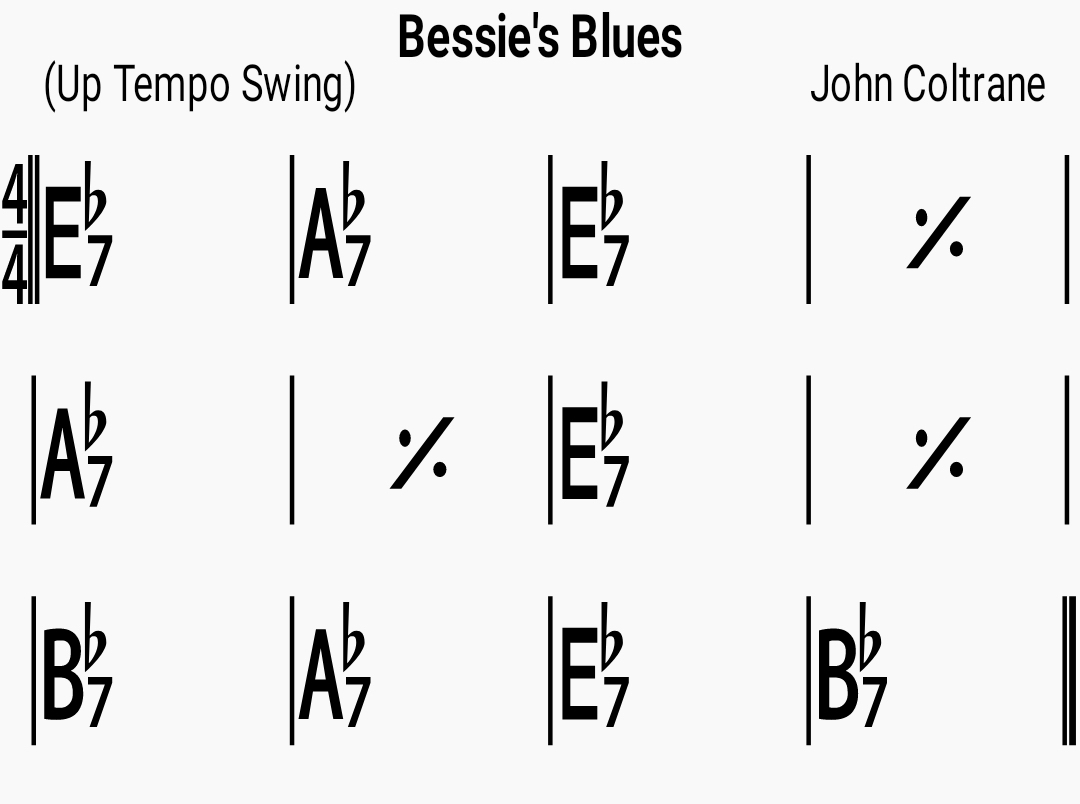 Bessie's Blues
(Up Tempo Swing) John Coltrane
4/4 E♭7 A♭7 E♭7 𝄎
A♭7 𝄎 E♭7 𝄎
B♭7 A♭7 E♭7 B♭7